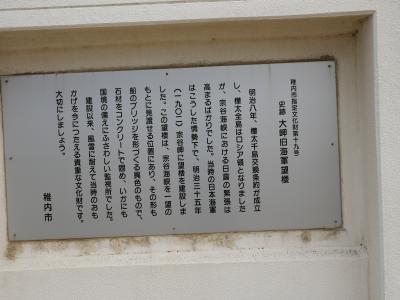 稚内市指定文化財第十九号
史跡 大岬旧海軍望楼
明治八年、樺太千島交換条約が成立
し、樺太全島はロシア領となりました
が、宗谷海峡における日露の緊張は
高まるばかりでした。当時の日本海軍
はこうした情勢下で、明治三十五年
(一九〇二)宗谷岬に望楼を建設しま
した。この望楼は、宗谷海峡を一望の
もとに見渡せる位置にあり、その形も
船のブリッジを形づくる異色のもので、
石材をコンクリートで固め、いかにも
国境の備えにふさわしい監視所でした。
建設以来、風雪に耐えて当時のおも
かげを今につたえる貴重な文化財です。
大切にしましょう。
稚内市